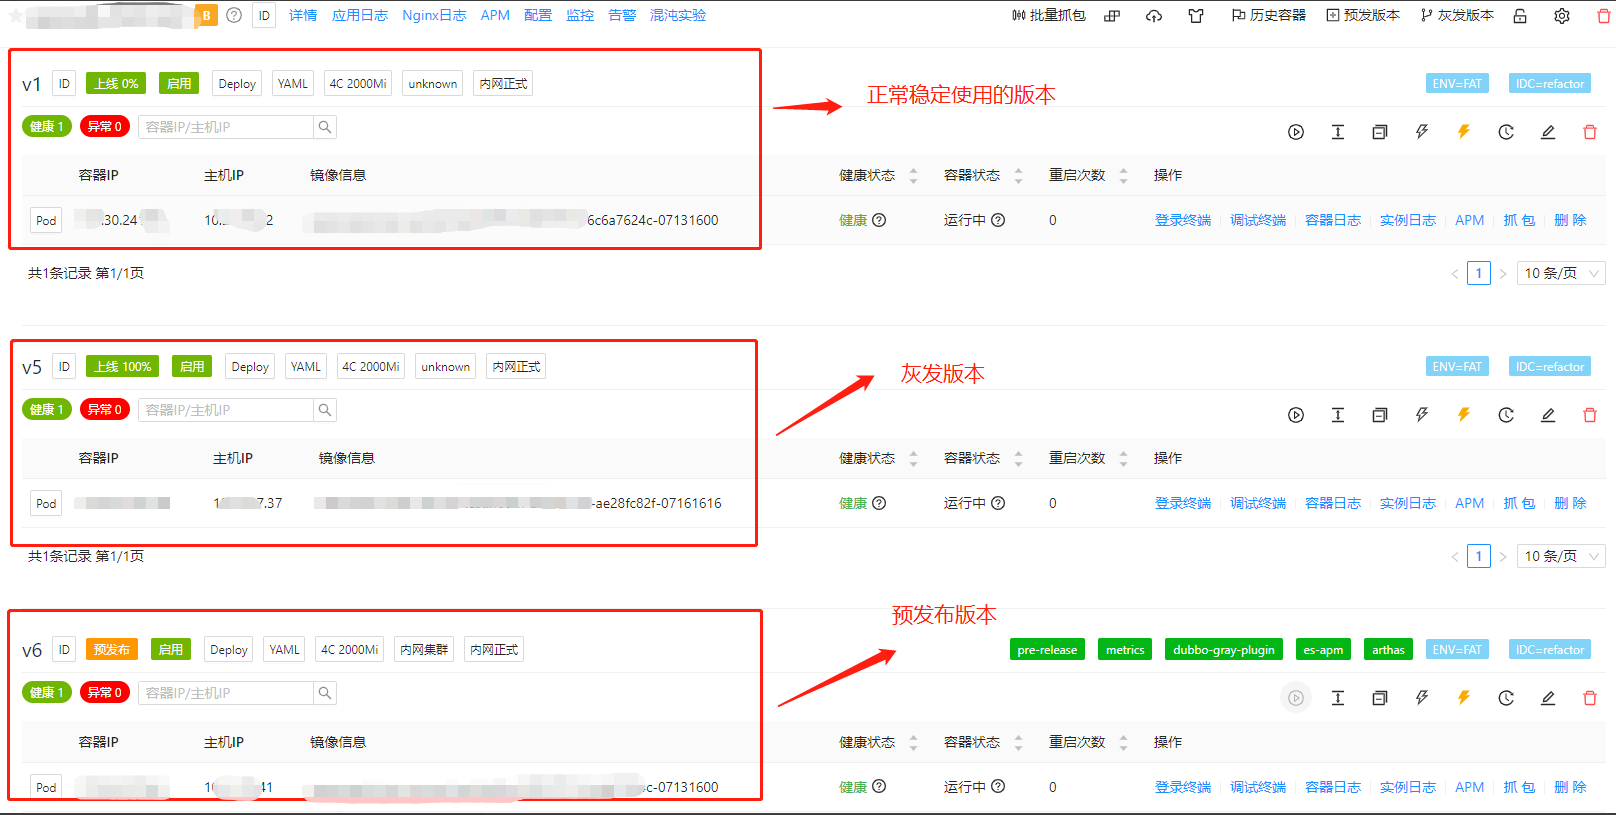 B ID 详情 应用日志 Nginx日志 APM 配置 监控 告警 混沌实验 批量抓包 历史容器 预发版本 灰发版本
v1 ID 上线 0% 启用 Deploy YAML 4C 2000Mi unknown 内网正式 ENV=FAT IDC=refactor
正常稳定使用的版本
健康 1 异常 0 容器IP/主机IP
容器IP 主机IP 镜像信息 健康状态 容器状态 重启次数 操作
Pod .30.24 10. 2 6c6a7624c-07131600 健康 运行中 0 登录终端 调试终端 容器日志 实例日志 APM 抓包 删除
共1条记录 第1/1页 1 10 条/页
v5 ID 上线 100% 启用 Deploy YAML 4C 2000Mi unknown 内网正式 ENV=FAT IDC=refactor
灰发版本
健康 1 异常 0 容器IP/主机IP
容器IP 主机IP 镜像信息 健康状态 容器状态 重启次数 操作
Pod 7.37 -ae28fc82f-07161616 健康 运行中 0 登录终端 调试终端 容器日志 实例日志 APM 抓包 删除
共1条记录 第1/1页 1 10 条/页
预发布版本
v6 ID 预发布 启用 Deploy YAML 4C 2000Mi 内网集群 内网正式 pre-release metrics dubbo-gray-plugin es-apm arthas ENV=FAT IDC=refactor
健康 1 异常 0 容器IP/主机IP
容器IP 主机IP 镜像信息 健康状态 容器状态 重启次数 操作
Pod 41 c-07131600 健康 运行中 0 登录终端 调试终端 容器日志 实例日志 APM 抓包 删除